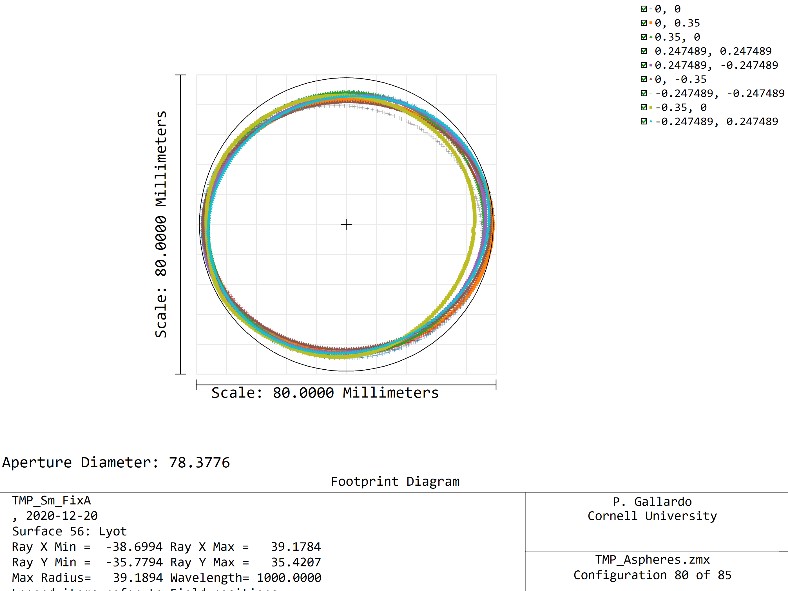 0, 0
0, 0.35
0.35, 0
0.247489, 0.247489
0.247489, -0.247489
0, -0.35
-0.247489, -0.247489
-0.35, 0
-0.247489, 0.247489
Scale: 80.0000 Millimeters
Scale: 80.0000 Millimeters
Aperture Diameter: 78.3776
Footprint Diagram
TMP_Sm_FixA
, 2020-12-20
Surface 56: Lyot
Ray X Min = -38.6994 Ray X Max = 39.1784
Ray Y Min = -35.7794 Ray Y Max = 35.4207
Max Radius= 39.1894 Wavelength= 1000.0000
P. Gallardo
Cornell University
TMP_Aspheres.zmx
Configuration 80 of 85